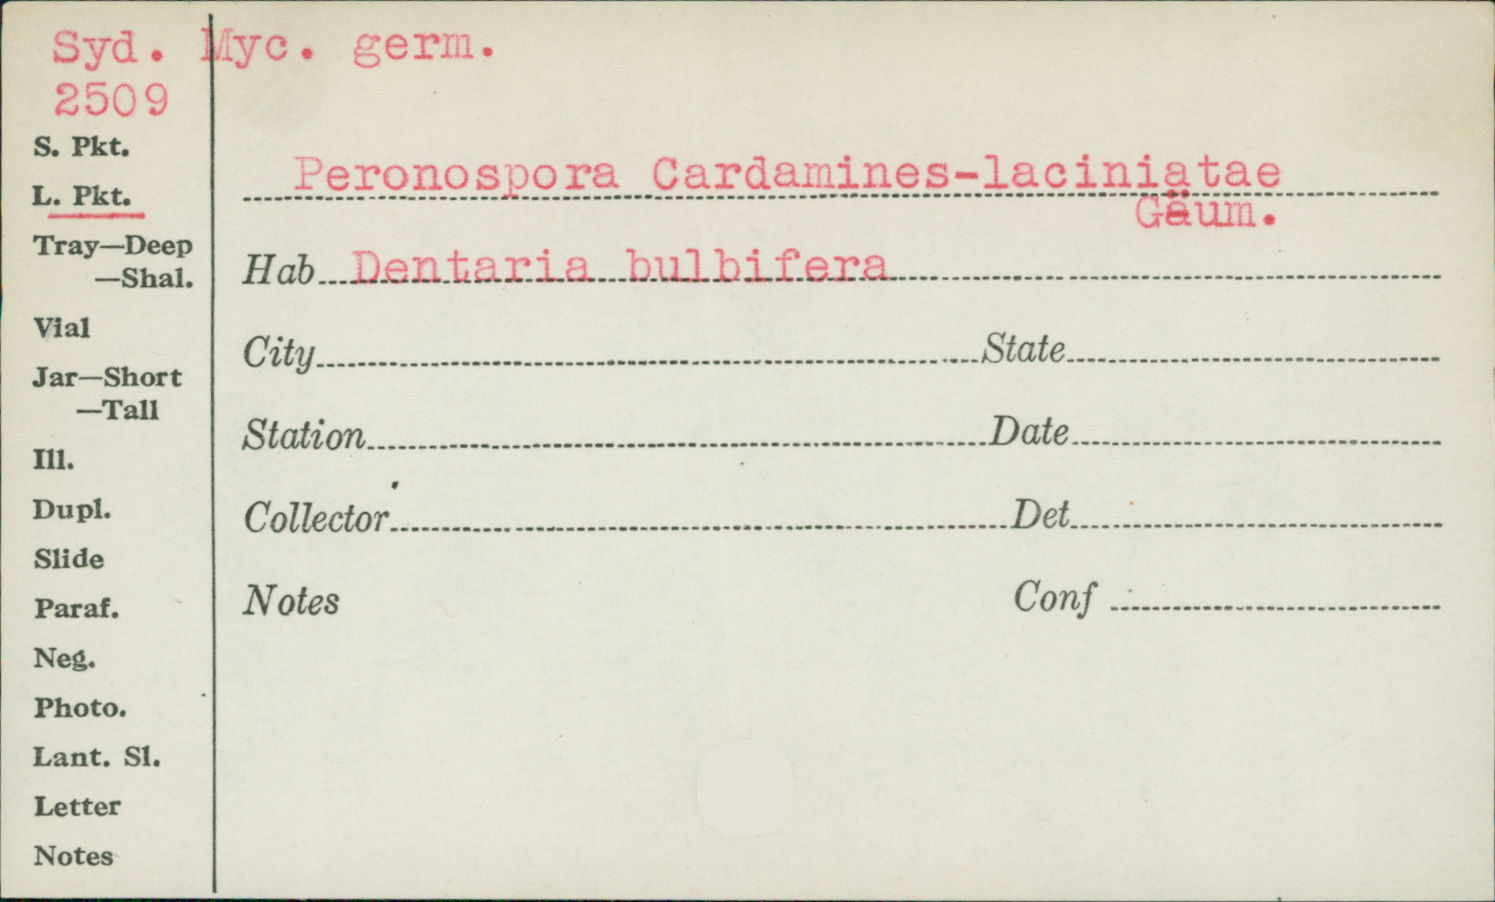 Syd. Myc. germ.
2509
S. Pkt.
L. Pkt.
Tray—Deep
—Shal.
Vial
Jar—Short
—Tall
Ill.
Dupl.
Slide
Paraf.
Neg.
Photo.
Lant. Sl.
Letter
Notes
Peronospora Cardamines-laciniatae
Gäum.
Hab Dentaria bulbifera
City State
Station Date
Collector Det
Notes Conf